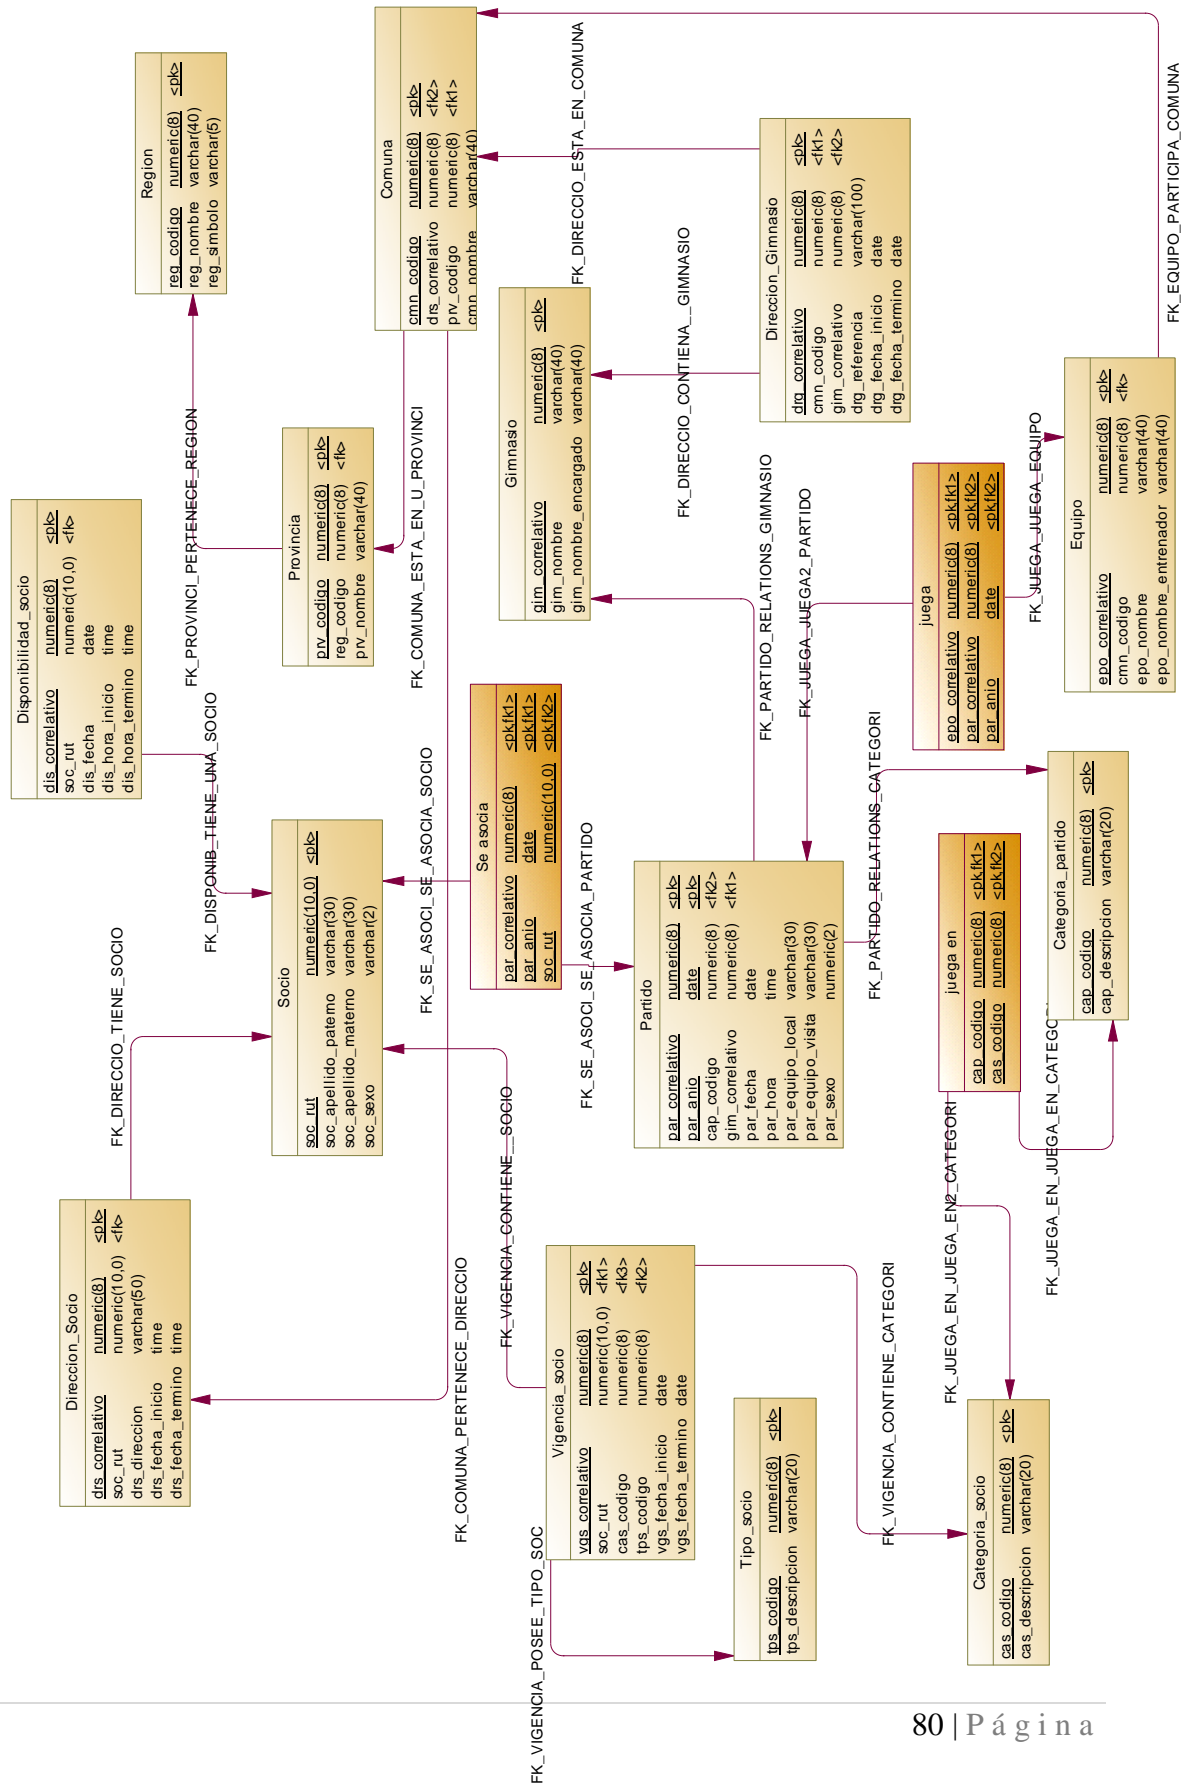 Direccion_Socio
drs_correlativo numeric(8) <pk>
soc_rut numeric(10,0) <fk>
drs_direccion varchar(50)
drs_fecha_inicio time
drs_fecha_termino time
FK_DIRECCIO_TIENE_SOCIO
Disponibilidad_socio
dis_correlativo numeric(8) <pk>
soc_rut numeric(10,0) <fk>
dis_fecha date
dis_hora_inicio time
dis_hora_termino time
FK_DISPONIB_TIENE_UNA_SOCIO
Region
reg_codigo numeric(8) <pk>
reg_nombre varchar(40)
reg_simbolo varchar(5)
FK_PROVINCI_PERTENECE_REGION
Socio
soc_rut numeric(10,0) <pk>
soc_apellido_paterno varchar(30)
soc_apellido_materno varchar(30)
soc_sexo varchar(2)
Provincia
prv_codigo numeric(8) <pk>
reg_codigo numeric(8) <fk>
prv_nombre varchar(40)
Comuna
cmn_codigo numeric(8) <pk>
drs_correlativo numeric(8) <fk2>
prv_codigo numeric(8) <fk1>
cmn_nombre varchar(40)
FK_COMUNA_PERTENECE_DIRECCIO
FK_SE_ASOCI_SE_ASOCIA_SOCIO
FK_COMUNA_ESTA_EN_U_PROVINCI
FK_VIGENCIA_CONTIENE_SOCIO
Se asocia
par_correlativo numeric(8) <pk,fk1>
par_anio date <pk,fk1>
soc_rut numeric(10,0) <pk,fk2>
Gimnasio
gim_correlativo numeric(8) <pk>
gim_nombre varchar(40)
gim_nombre_encargado varchar(40)
FK_DIRECCIO_ESTA_EN_COMUNA
FK_VIGENCIA_POSEE_TIPO_SOC
Vigencia_socio
vgs_correlativo numeric(8) <pk>
soc_rut numeric(10,0) <fk1>
cas_codigo numeric(8) <fk3>
tps_codigo numeric(8) <fk2>
vgs_fecha_inicio date
vgs_fecha_termino date
FK_SE_ASOCI_SE_ASOCIA_PARTIDO
FK_DIRECCIO_CONTIENA__GIMNASIO
Partido
par_correlativo numeric(8) <pk>
par_anio date <pk>
cap_codigo numeric(8) <fk2>
gim_correlativo numeric(8) <fk1>
par_fecha date
par_hora time
par_equipo_local varchar(30)
par_equipo_visita varchar(30)
par_sexo numeric(2)
FK_PARTIDO_RELATIONS_GIMNASIO
Direccion_Gimnasio
drg_correlativo numeric(8) <pk>
cmn_codigo numeric(8) <fk1>
gim_correlativo numeric(8) <fk2>
drg_referencia varchar(100)
drg_fecha_inicio date
drg_fecha_termino date
Tipo_socio
tps_codigo numeric(8) <pk>
tps_descripcion varchar(20)
FK_JUEGA_JUEGA2_PARTIDO
FK_VIGENCIA_CONTIENE_CATEGORI
FK_PARTIDO_RELATIONS_CATEGORI
juega
epo_correlativo numeric(8) <pk,fk1>
par_correlativo numeric(8) <pk,fk2>
par_anio date <pk,fk2>
FK_JUEGA_EN_JUEGA_EN2_CATEGORI
juega en
cap_codigo numeric(8) <pk,fk1>
cas_codigo numeric(8) <pk,fk2>
FK_JUEGA_JUEGA_EQUIPO
Categoria_socio
cas_codigo numeric(8) <pk>
cas_descripcion varchar(20)
FK_JUEGA_EN_JUEGA_EN_CATEGORI
Categoria_partido
cap_codigo numeric(8) <pk>
cap_descripcion varchar(20)
Equipo
epo_correlativo numeric(8) <pk>
cmn_codigo numeric(8) <fk>
epo_nombre varchar(40)
epo_nombre_entrenador varchar(40)
FK_EQUIPO_PARTICIPA_COMUNA
80 | Página